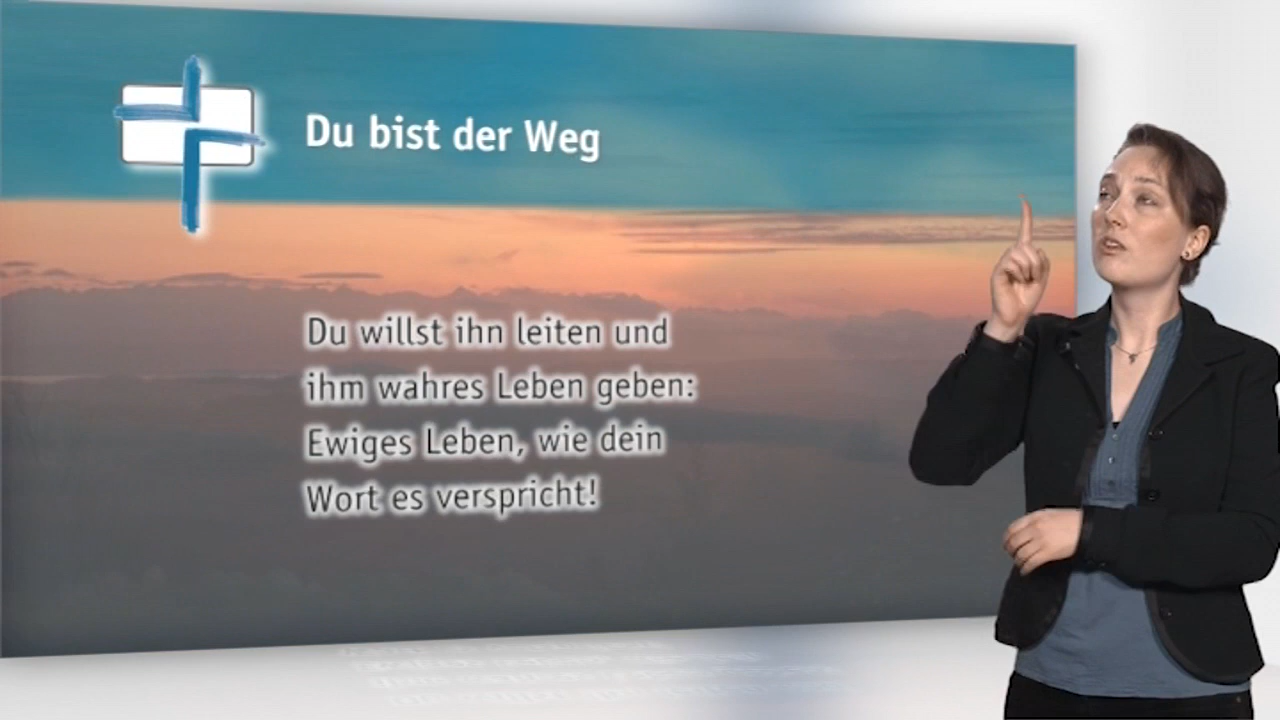 Du bist der Weg
Du willst ihn leiten und
ihm wahres Leben geben:
Ewiges Leben, wie dein
Wort es verspricht!